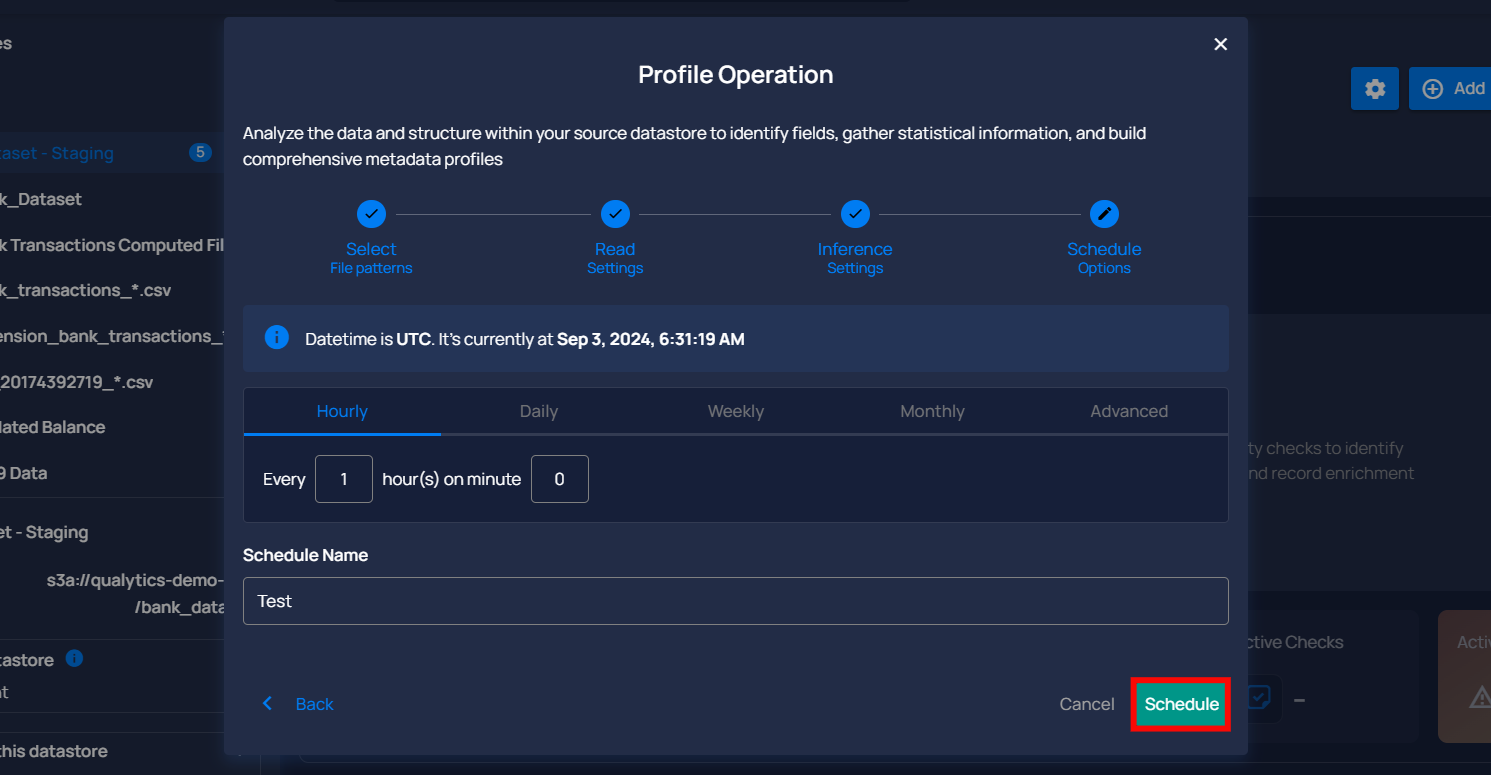 Profile Operation
Analyze the data and structure within your source datastore to identify fields, gather statistical information, and build
comprehensive metadata profiles
Select
File patterns
Read
Settings
Inference
Settings
Schedule
Options
Datetime is UTC. It's currently at Sep 3, 2024, 6:31:19 AM
Hourly Daily Weekly Monthly Advanced
Every 1 hour(s) on minute 0
Schedule Name
Test
Back Cancel Schedule
es
taset - Staging 5
k_Dataset
k Transactions Computed Fil
k_transactions_*.csv
ension_bank_transactions_*
_20174392719_*.csv
lated Balance
9 Data
et - Staging
s3a://qualytics-demo-
/bank_data
tastore
nt
this datastore
Add
ty checks to identify
nd record enrichment
ctive Checks
–
Activ